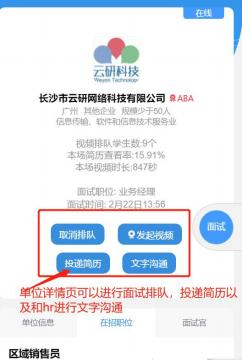 在线
云研科技
Weyon Technology
长沙市云研网络科技有限公司 ABA
广州 其他企业 规模少于50人
信息传输、软件和信息技术服务业
视频排队学生数:9个
本场简历查看率:15.91%
本场视频时长:847秒
面试职位: 业务经理
面试时间: 2月22日13:56
取消排队 发起视频
面试
投递简历 文字沟通
单位详情页可以进行面试排队，投递简历以
及和hr进行文字沟通
单位信息 在招职位 面试官
区域销售员